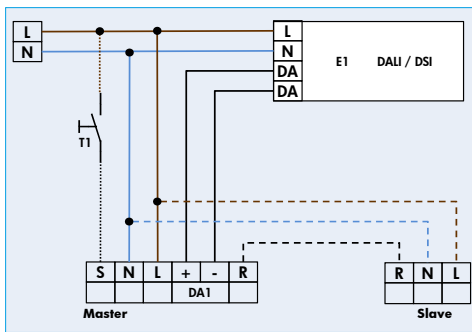 L L
N N E1 DALI / DSI
DA
DA
T1
S N L + - R R N L
DA1
Master Slave